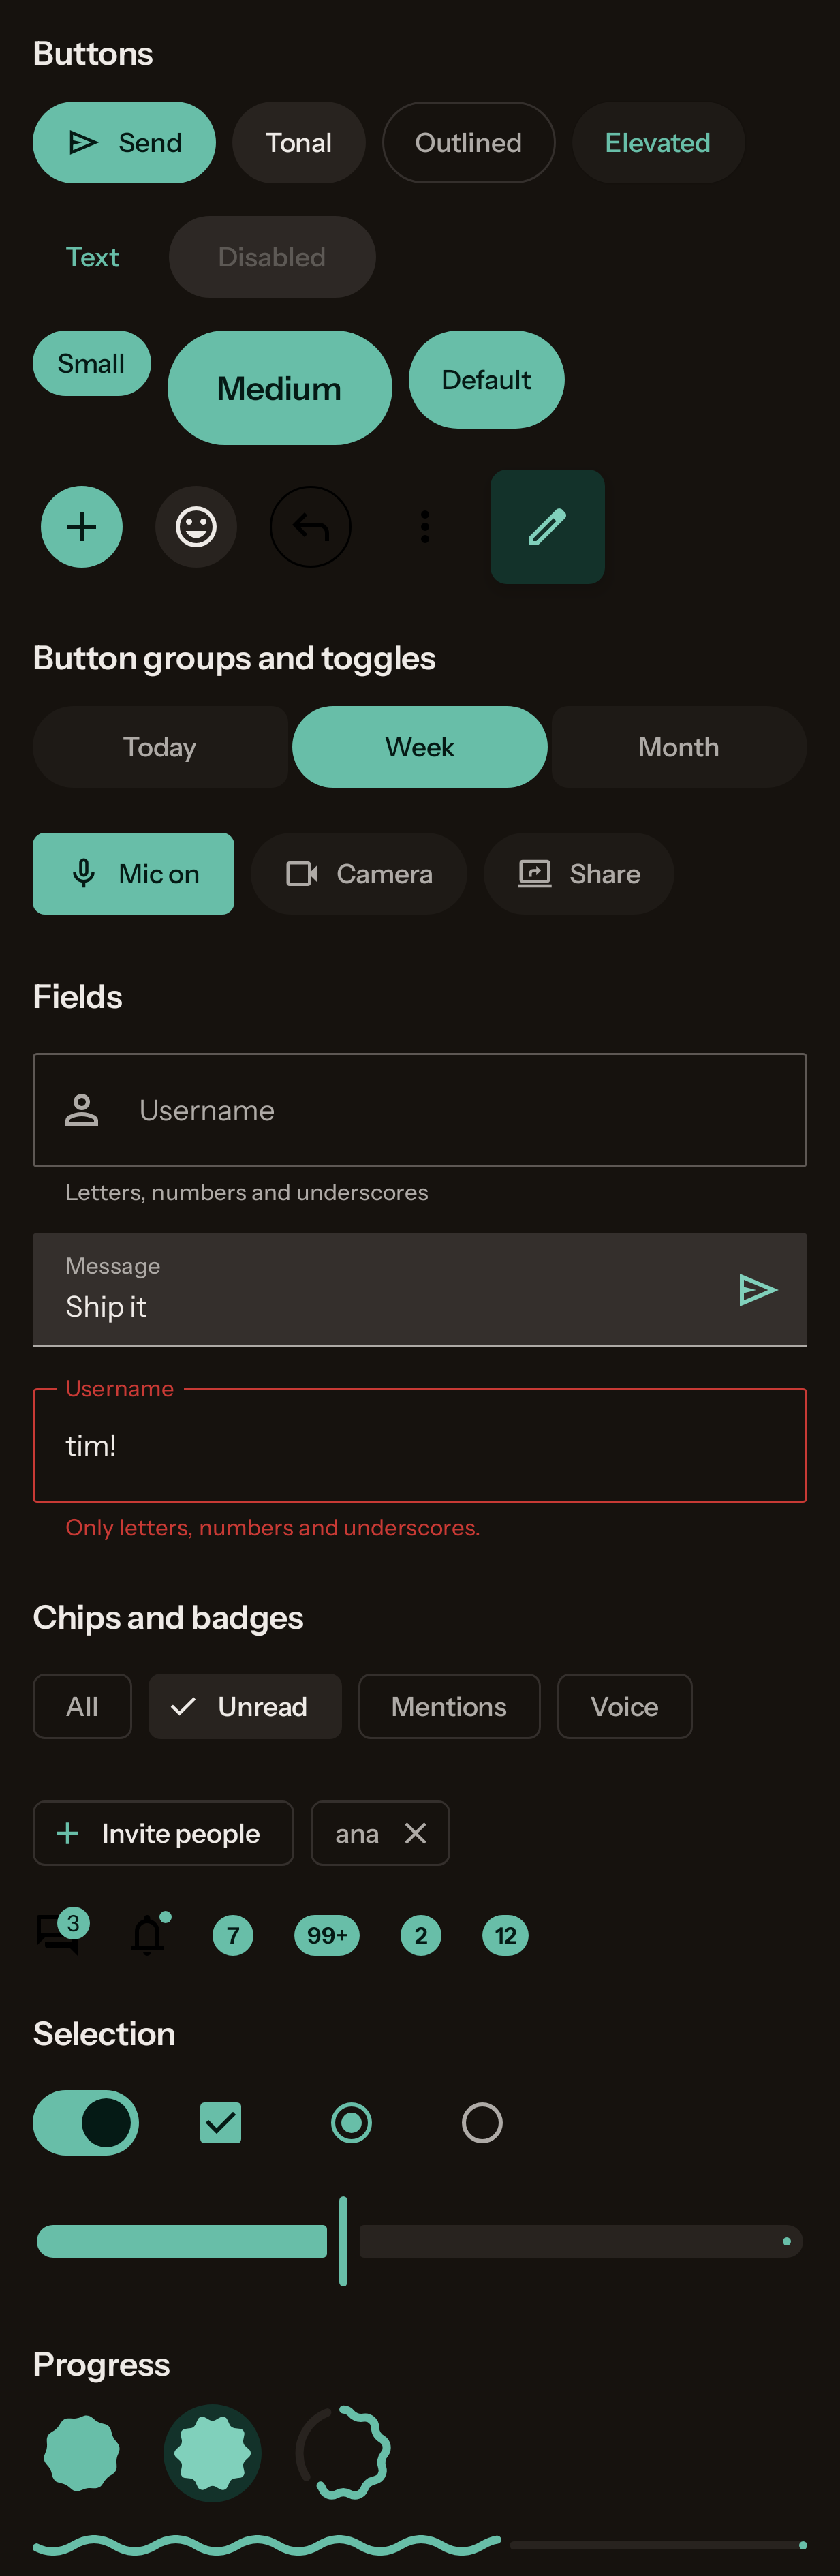 Buttons
Send Tonal Outlined Elevated
Text Disabled
Small Medium Default
Button groups and toggles
Today Week Month
Mic on Camera Share
Fields
Username
Letters, numbers and underscores
Message
Ship it
Username
tim!
Only letters, numbers and underscores.
Chips and badges
All Unread Mentions Voice
Invite people ana
3 7 99+ 2 12
Selection
Progress